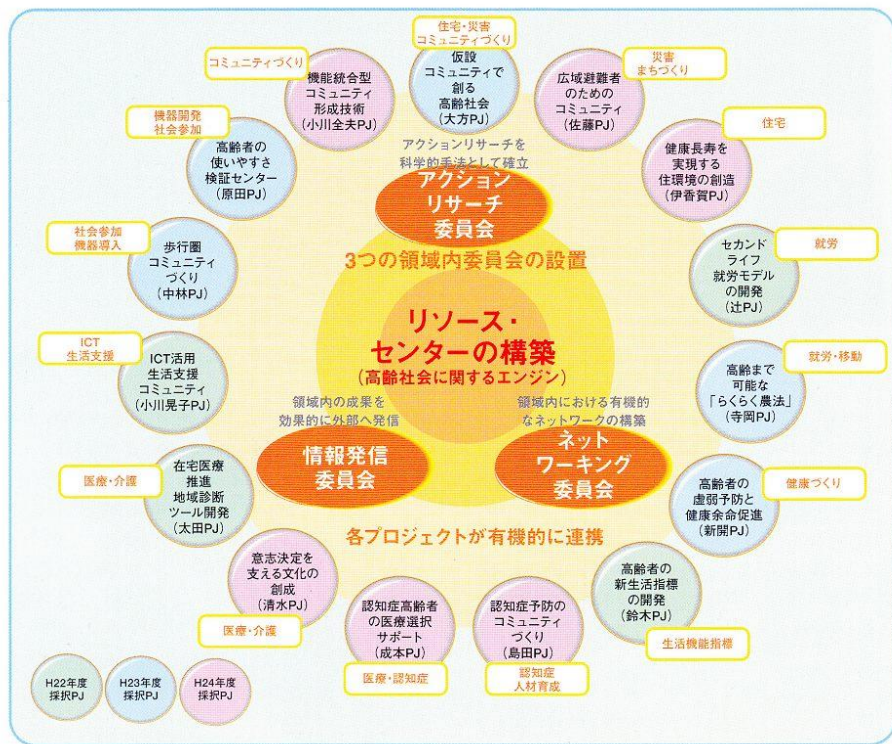 住宅・災害
コミュニティづくり
仮設
コミュニティで
創る
高齢社会
(大方PJ)
災害
まちづくり
広域避難者
のための
コミュニティ
(佐藤PJ)
住宅
健康長寿を
実現する
住環境の創造
(伊香賀PJ)
就労
セカンド
ライフ
就労モデル
の開発
(辻PJ)
就労・移動
高齢まで
可能な
「らくらく農法」
(寺岡PJ)
健康づくり
高齢者の
虚弱予防と
健康余命促進
(新開PJ)
高齢者の
新生活指標
の開発
(鈴木PJ)
生活機能指標
認知症予防の
コミュニティ
づくり
(島田PJ)
認知症
人材育成
認知症高齢者
の医療選択
サポート
(成本PJ)
医療・認知症
意志決定を
支える文化の
創成
(清水PJ)
医療・介護
在宅医療
推進
地域診断
ツール開発
(太田PJ)
医療・介護
ICT
生活支援
ICT活用
生活支援
コミュニティ
(小川晃子PJ)
社会参加
機器導入
歩行圏
コミュニティ
づくり
(中林PJ)
機器開発
社会参加
高齢者の
使いやすさ
検証センター
(原田PJ)
コミュニティづくり
機能統合型
コミュニティ
形成技術
(小川全夫PJ)
アクションリサーチを
科学的手法として確立
アクション
リサーチ
委員会
3つの領域内委員会の設置
リソース・
センターの構築
(高齢社会に関するエンジン)
領域内の成果を
効果的に外部へ発信
情報発信
委員会
領域内における有機的
なネットワークの構築
ネット
ワーキング
委員会
各プロジェクトが有機的に連携
H22年度
採択PJ
H23年度
採択PJ
H24年度
採択PJ